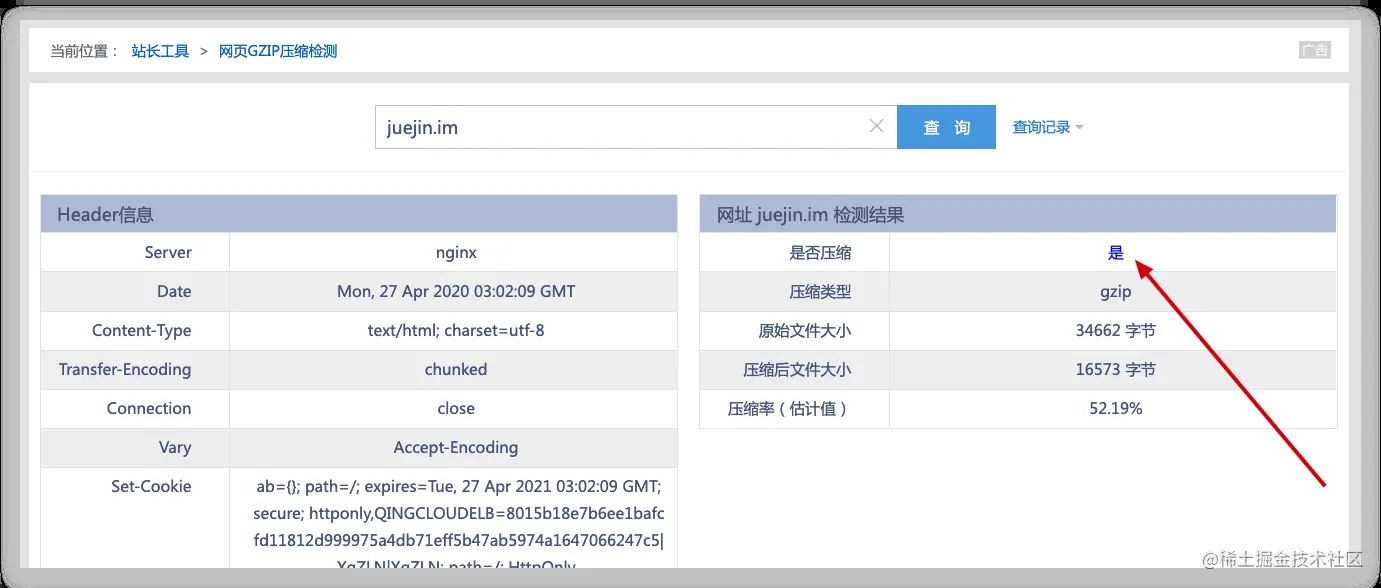 当前位置： 站长工具 > 网页GZIP压缩检测
广告
juejin.im
查 询
查询记录
Header信息
Server nginx
Date Mon, 27 Apr 2020 03:02:09 GMT
Content-Type text/html; charset=utf-8
Transfer-Encoding chunked
Connection close
Vary Accept-Encoding
Set-Cookie ab={}; path=/; expires=Tue, 27 Apr 2021 03:02:09 GMT;
secure; httponly,QINGCLOUDELB=8015b18e7b6ee1bafc
fd11812d999975a4db71eff5b47ab5974a1647066247c5|
XqZLN|XqZLN; path=/; HttpOnly
网址 juejin.im 检测结果
是否压缩 是
压缩类型 gzip
原始文件大小 34662 字节
压缩后文件大小 16573 字节
压缩率（估计值） 52.19%
@稀土掘金技术社区